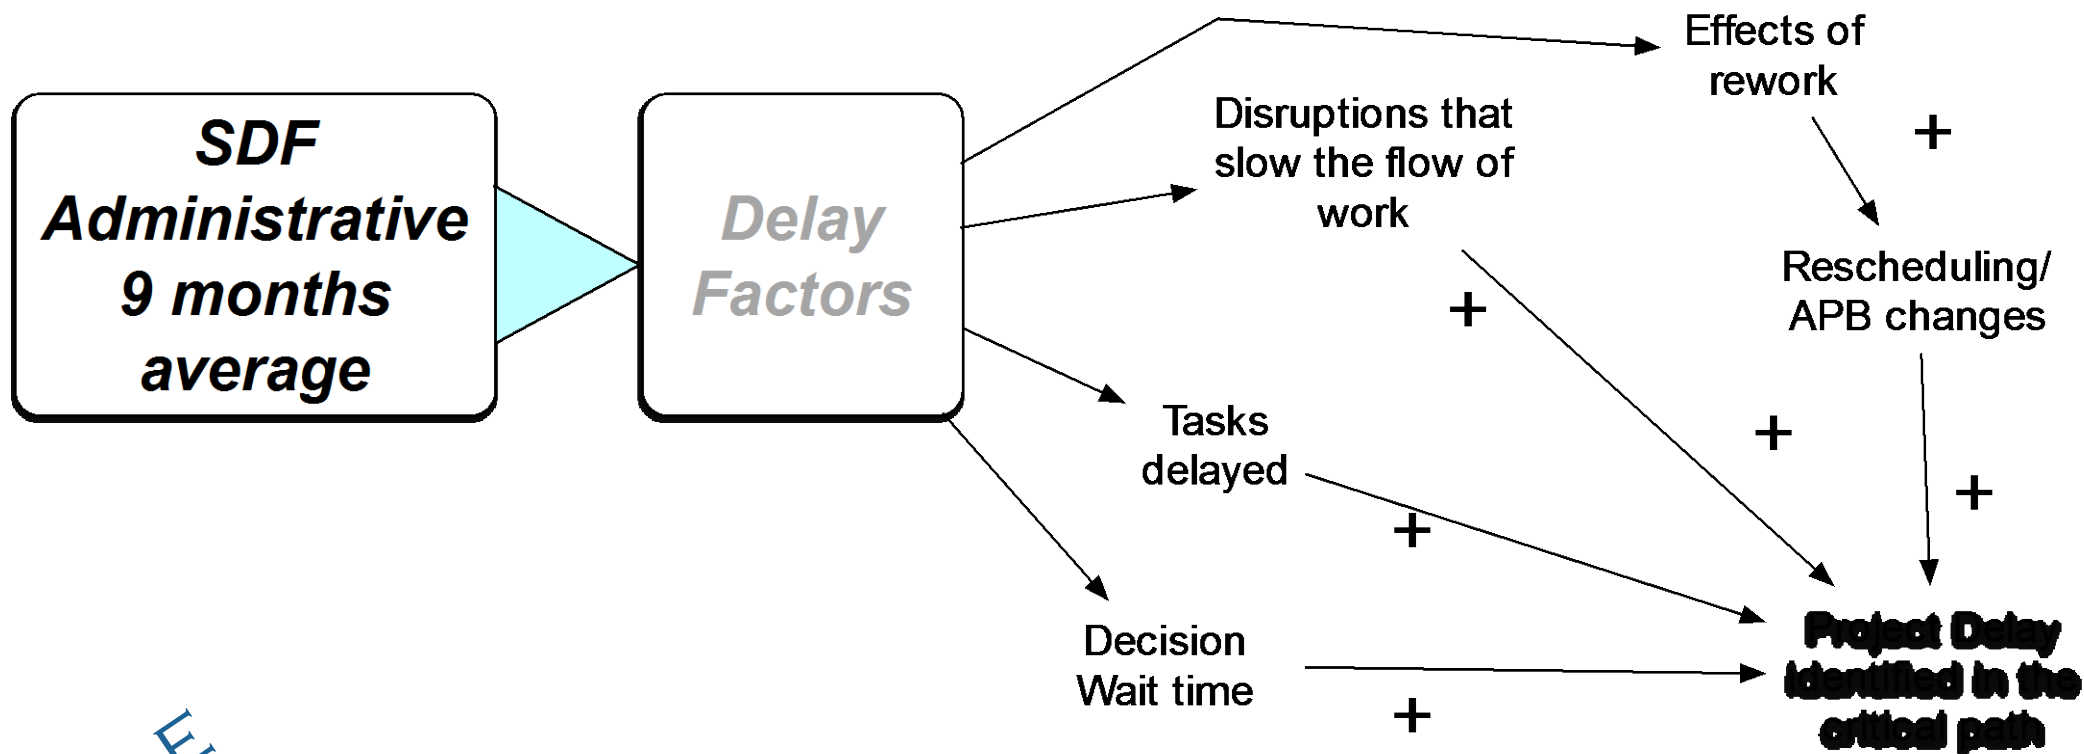 SDF
Administrative
9 months
average
Delay
Factors
Effects of
rework
+
Disruptions that
slow the flow of
work
+
Rescheduling/
APB changes
+
+
Tasks
delayed
+
Decision
Wait time
+
Project Delay
Identified in the
critical path